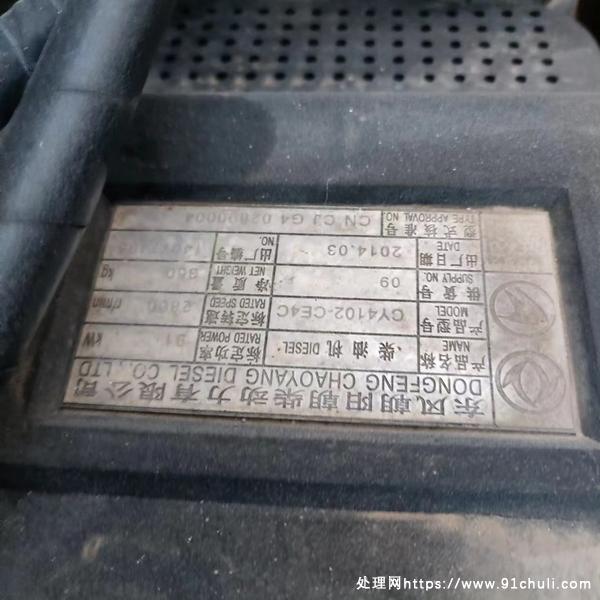 东风朝阳朝柴动力有限公司
DONGFENG CHAOYANG DIESEL CO., LTD
产品名称 柴油机 DIESEL 标定功率 kW
NAME RATED POWER
产品型号 CY4102-CE4C 标定转速 2800 r/min
MODEL RATED SPEED
供货号 09 净质量 kg
SUPPLY NO. NET WEIGHT
出厂日期 2014.03 出厂编号
DATE NO.
型式核准号 CN CJ G4
TYPE APPROVAL NO.
处理网https://www.91chuli.com/